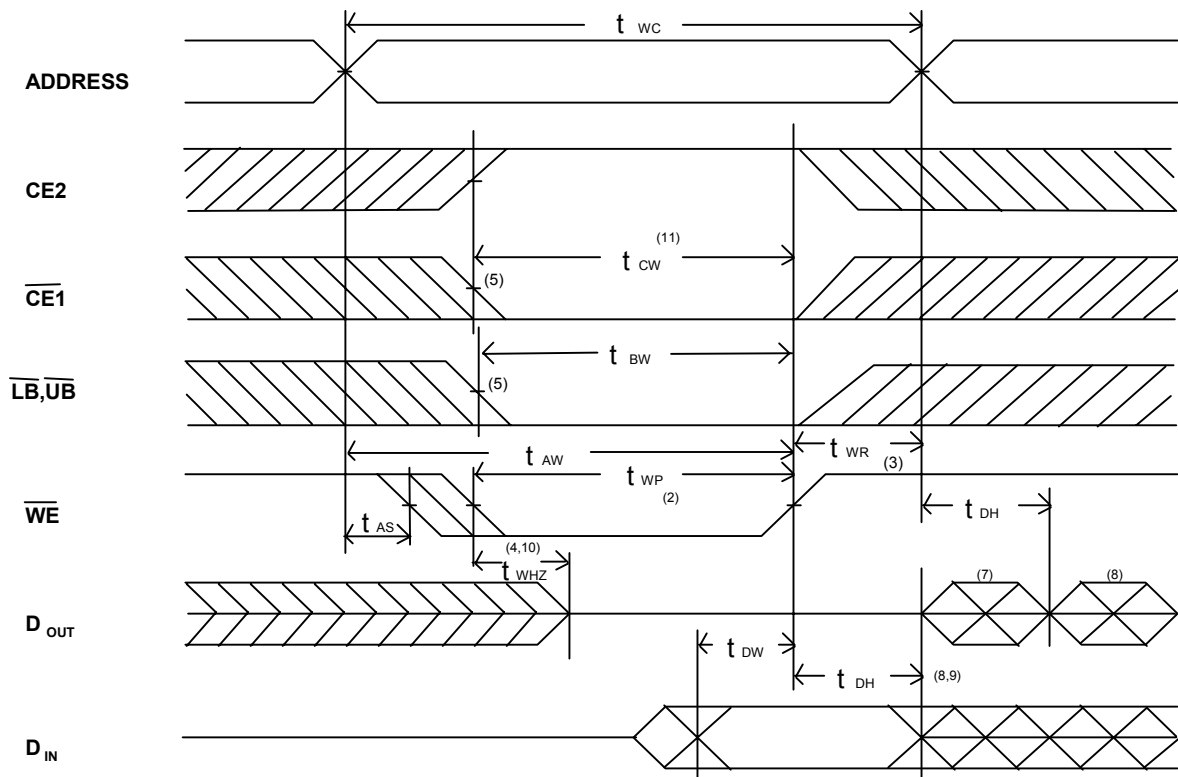 t WC
ADDRESS
CE2
(11)
t CW
CE1
(5)
t BW
LB,UB
(5)
t AW
t WR
(3)
t WP
(2)
WE
t AS
t DH
(4,10)
t WHZ
(7)
(8)
D OUT
t DW
t DH
(8,9)
D IN